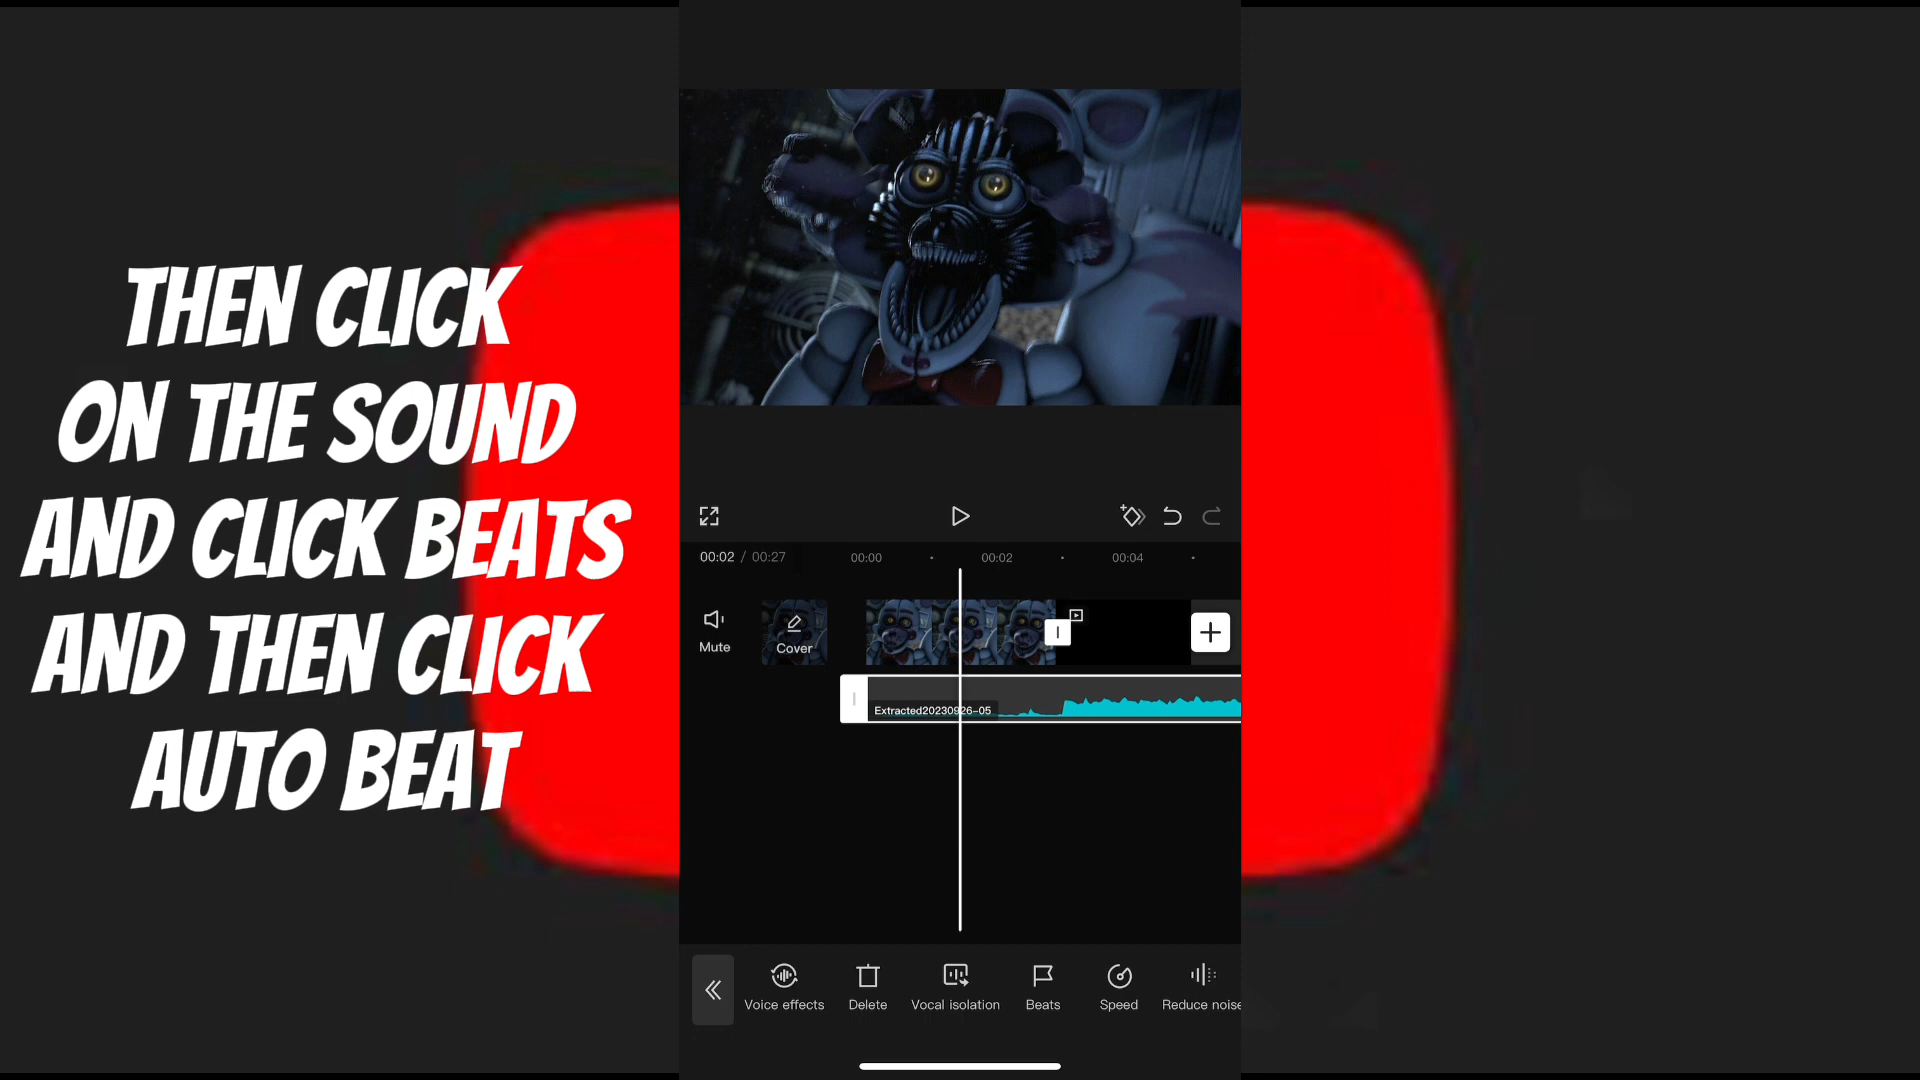 THEN CLICK
ON THE SOUND
AND CLICK BEATS
AND THEN CLICK
AUTO BEAT
00:02 / 00:27
00:00
00:02
00:04
Mute
Cover
Extracted20230926-05
Voice effects
Delete
Vocal isolation
Beats
Speed
Reduce noise